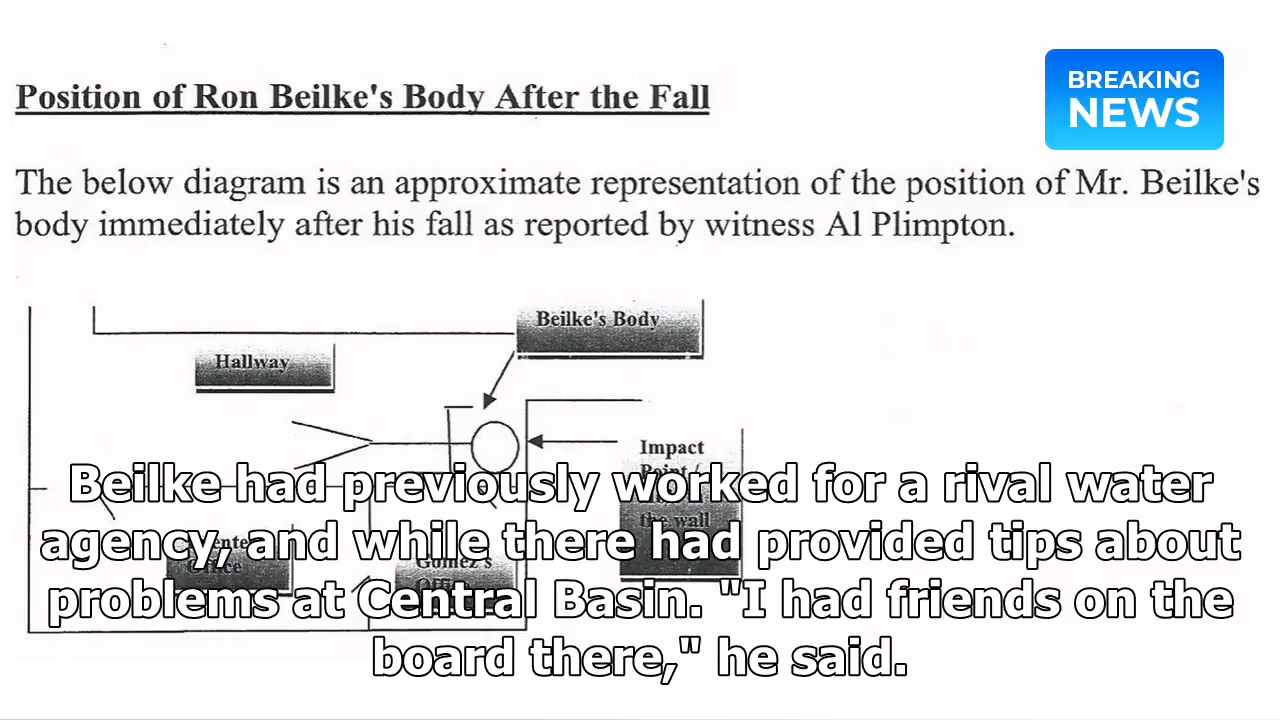 Position of Ron Beilke's Body After the Fall
BREAKING
NEWS
The below diagram is an approximate representation of the position of Mr. Beilke's
body immediately after his fall as reported by witness Al Plimpton.
Beilke's Body
Hallway
Impact
the wall
Gomez's
Beilke had previously worked for a rival water
agency, and while there had provided tips about
problems at Central Basin. "I had friends on the
board there," he said.